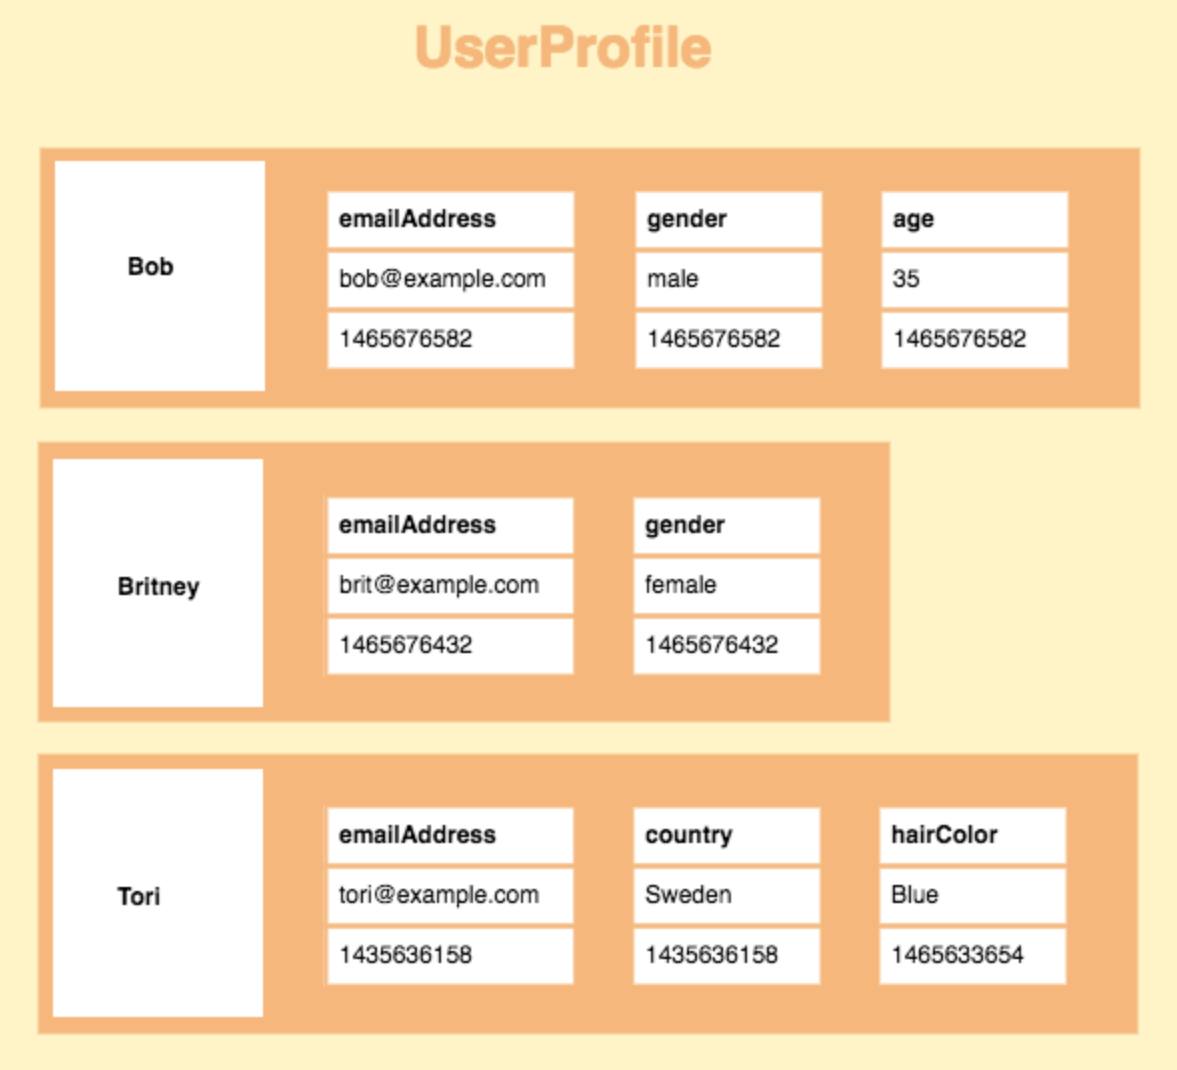 UserProfile
emailAddress gender age
Bob bob@example.com male 35
1465676582 1465676582 1465676582
emailAddress gender
Britney brit@example.com female
1465676432 1465676432
emailAddress country hairColor
Tori tori@example.com Sweden Blue
1435636158 1435636158 1465633654